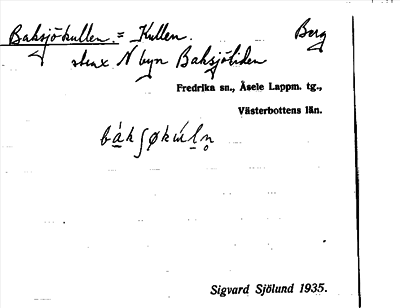 Baksjökullen. = Kullen. Berg
strax N byn Baksjöliden
Fredrika sn., Åsele Lappm. tg.,
Västerbottens län.
Sigvard Sjölund 1935.